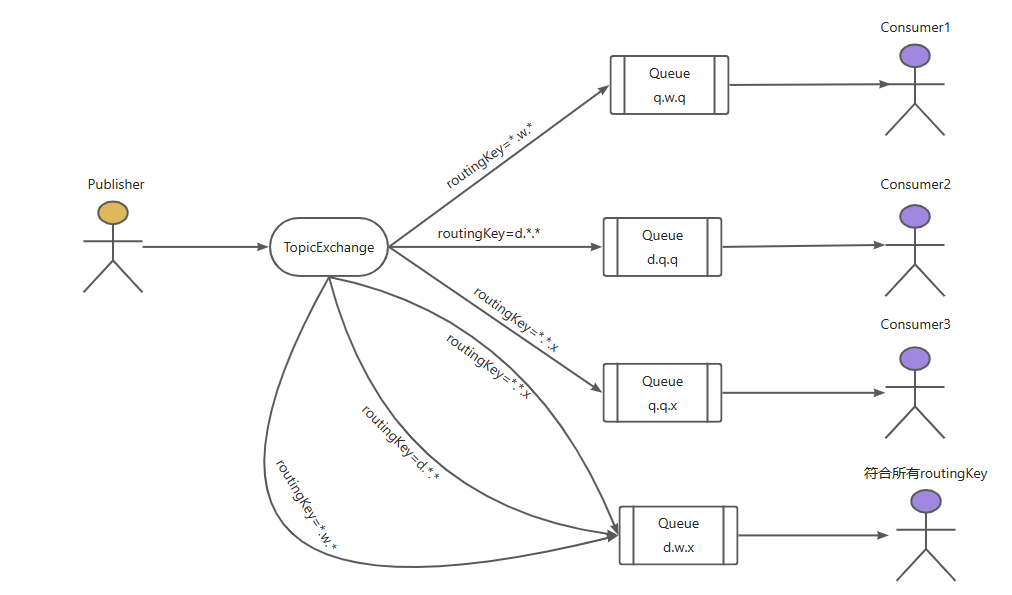 Consumer1
Queue
q.w.q
routingKey=*.w.*
Publisher
Consumer2
TopicExchange
routingKey=d.*.*
Queue
d.q.q
routingKey=*.*.x
Consumer3
Queue
q.q.x
routingKey=*.*.x
routingKey=d.*.*
routingKey=*.w.*
符合所有routingKey
Queue
d.w.x